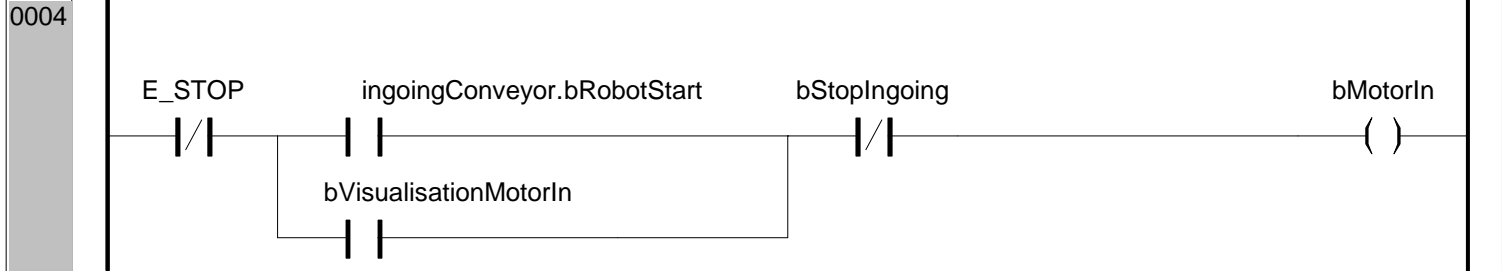 0004
E_STOP ingoingConveyor.bRobotStart bStopIngoing bMotorIn
bVisualisationMotorIn